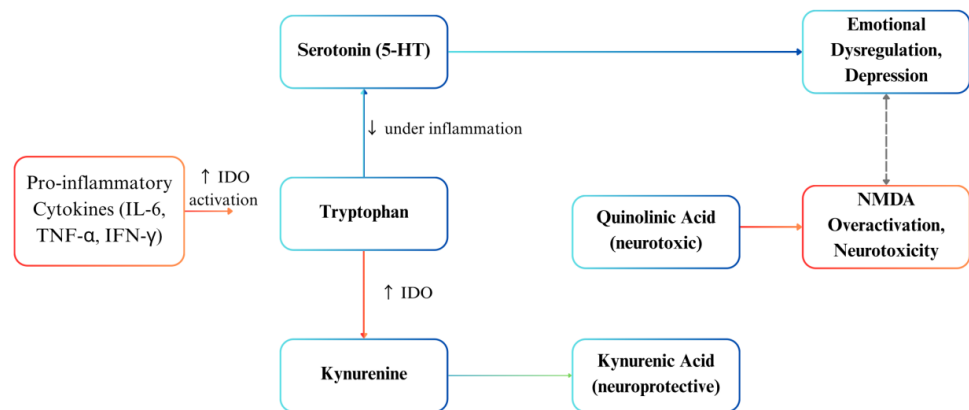 Serotonin (5-HT)
Emotional
Dysregulation,
Depression
↓ under inflammation
Pro-inflammatory
Cytokines (IL-6,
TNF-α, IFN-γ)
↑ IDO
activation
Tryptophan
Quinolinic Acid
(neurotoxic)
NMDA
Overactivation,
Neurotoxicity
↑ IDO
Kynurenine
Kynurenic Acid
(neuroprotective)